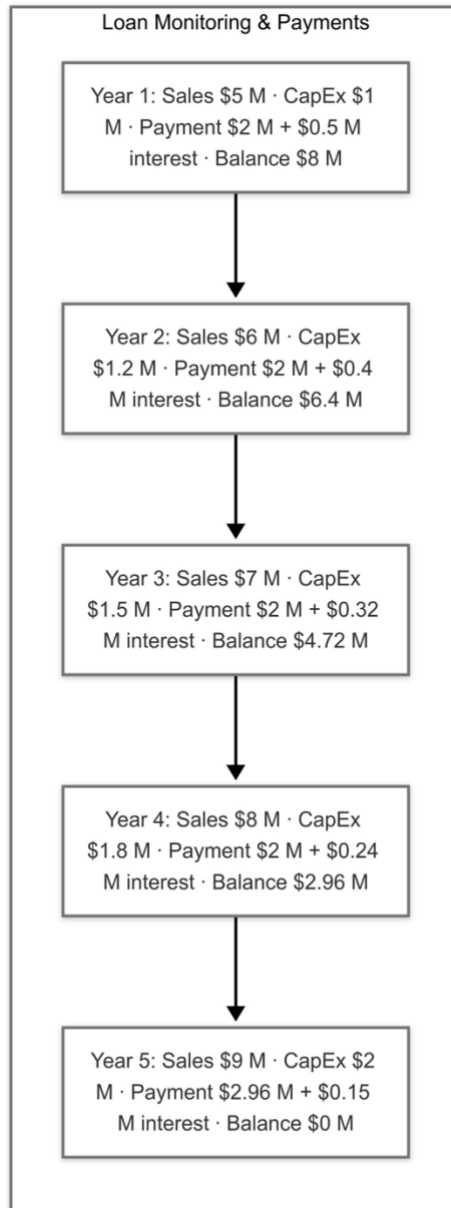 Loan Monitoring & Payments
Year 1: Sales $5 M · CapEx $1
M · Payment $2 M + $0.5 M
interest · Balance $8 M
Year 2: Sales $6 M · CapEx
$1.2 M · Payment $2 M + $0.4
M interest · Balance $6.4 M
Year 3: Sales $7 M · CapEx
$1.5 M · Payment $2 M + $0.32
M interest · Balance $4.72 M
Year 4: Sales $8 M · CapEx
$1.8 M · Payment $2 M + $0.24
M interest · Balance $2.96 M
Year 5: Sales $9 M · CapEx $2
M · Payment $2.96 M + $0.15
M interest · Balance $0 M